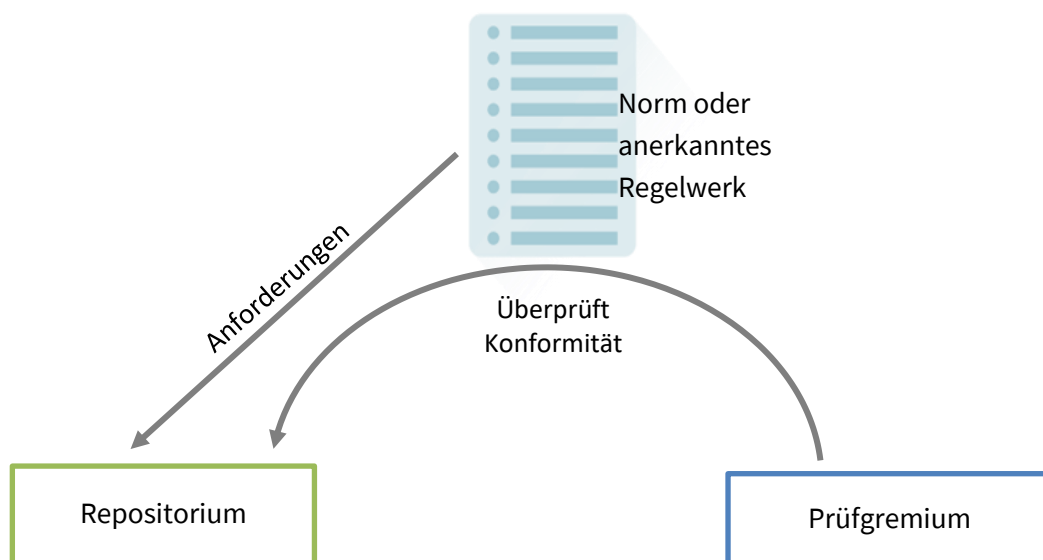 Norm oder
anerkanntes
Regelwerk
Anforderungen
Überprüft
Konformität
Repositorium
Prüfgremium